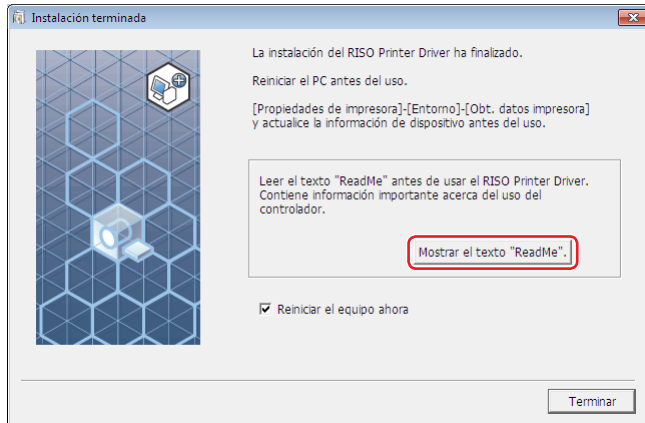 Instalación terminada
La instalación del RISO Printer Driver ha finalizado.
Reiniciar el PC antes del uso.
[Propiedades de impresora]-[Entorno]-[Obt. datos impresora]
y actualice la información de dispositivo antes del uso.
Leer el texto "ReadMe" antes de usar el RISO Printer Driver.
Contiene información importante acerca del uso del
controlador.
Mostrar el texto "ReadMe".
Reiniciar el equipo ahora
Terminar